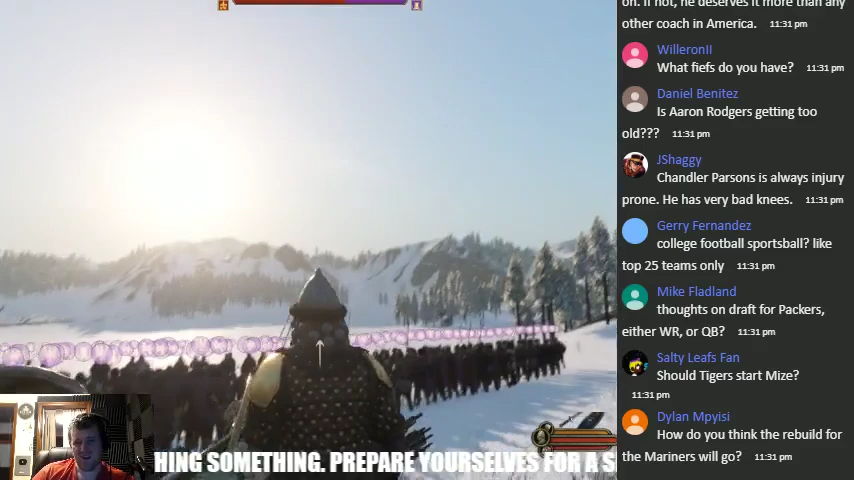 on. If not, he deserves it more than any
other coach in America. 11:31 pm
WilleronII
What fiefs do you have? 11:31 pm
Daniel Benitez
Is Aaron Rodgers getting too
old??? 11:31 pm
JShaggy
Chandler Parsons is always injury
prone. He has very bad knees. 11:31 pm
Gerry Fernandez
college football sportsball? like
top 25 teams only 11:31 pm
Mike Fladland
thoughts on draft for Packers,
either WR, or QB? 11:31 pm
Salty Leafs Fan
Should Tigers start Mize?
11:31 pm
Dylan Mpyisi
How do you think the rebuild for
the Mariners will go? 11:31 pm
HING SOMETHING. PREPARE YOURSELVES FOR A S